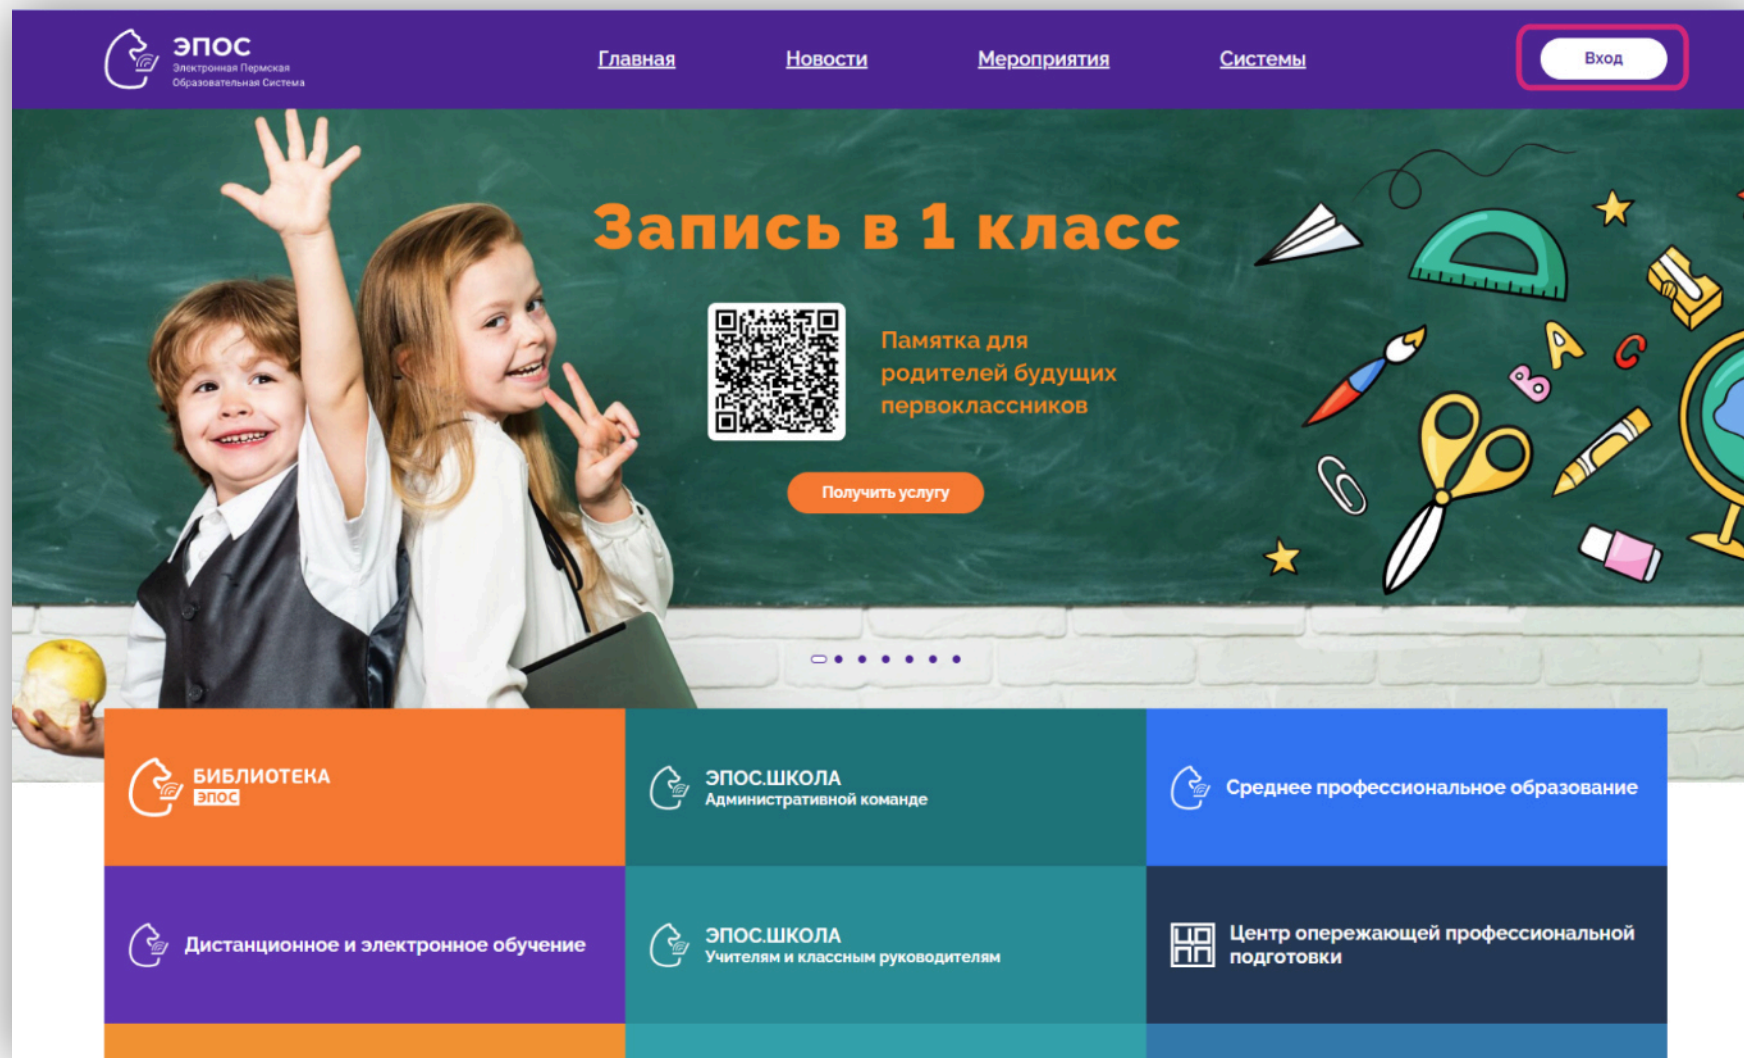 ЭПОС
Электронная Пермская
Образовательная Система
Главная
Новости
Мероприятия
Системы
Вход
Запись в 1 класс
Памятка для
родителей будущих
первоклассников
Получить услугу
B A C
БИБЛИОТЕКА
ЭПОС
ЭПОС.ШКОЛА
Административной команде
Среднее профессиональное образование
Дистанционное и электронное обучение
ЭПОС.ШКОЛА
Учителям и классным руководителям
ЦО
ПП
Центр опережающей профессиональной
подготовки